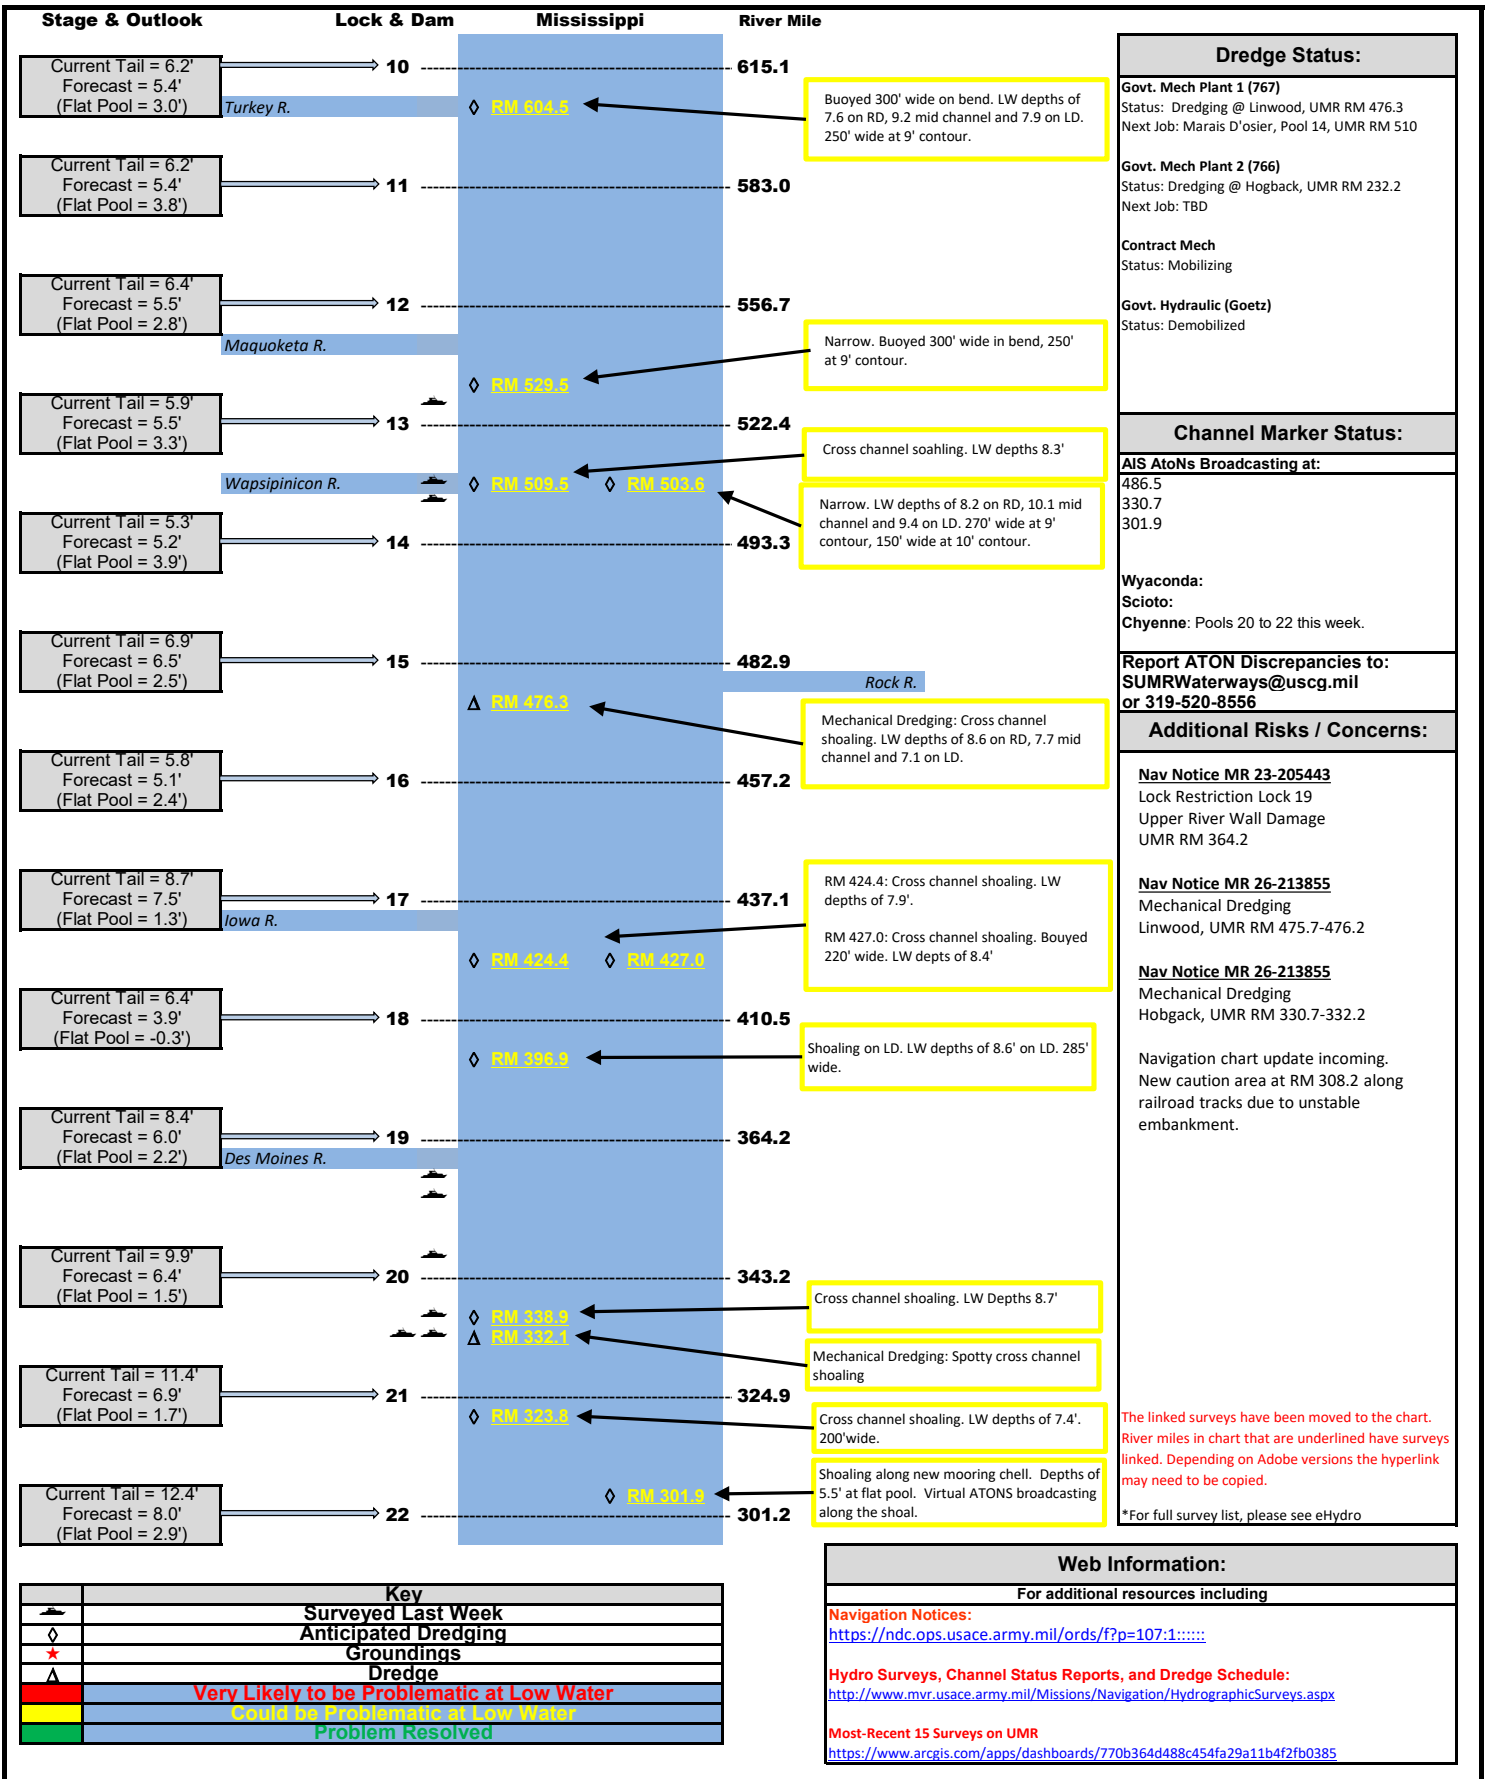 Stage & Outlook Lock & Dam Mississippi River Mile
Current Tail = 6.2'
Forecast = 5.4'
(Flat Pool = 3.0')
10
615.1
Turkey R.
RM 604.5
Buoyed 300' wide on bend. LW depths of
7.6 on RD, 9.2 mid channel and 7.9 on LD.
250' wide at 9' contour.
Current Tail = 6.2'
Forecast = 5.4'
(Flat Pool = 3.8')
11
583.0
Current Tail = 6.4'
Forecast = 5.5'
(Flat Pool = 2.8')
12
556.7
Maquoketa R.
RM 529.5
Narrow. Buoyed 300' wide in bend, 250'
at 9' contour.
Current Tail = 5.9'
Forecast = 5.5'
(Flat Pool = 3.3')
13
522.4
Wapsipinicon R.
RM 509.5
RM 503.6
Cross channel soahling. LW depths 8.3'
Narrow. LW depths of 8.2 on RD, 10.1 mid
channel and 9.4 on LD. 270' wide at 9'
contour, 150' wide at 10' contour.
Current Tail = 5.3'
Forecast = 5.2'
(Flat Pool = 3.9')
14
493.3
Current Tail = 6.9'
Forecast = 6.5'
(Flat Pool = 2.5')
15
482.9
Rock R.
RM 476.3
Mechanical Dredging: Cross channel
shoaling. LW depths of 8.6 on RD, 7.7 mid
channel and 7.1 on LD.
Current Tail = 5.8'
Forecast = 5.1'
(Flat Pool = 2.4')
16
457.2
Current Tail = 8.7'
Forecast = 7.5'
(Flat Pool = 1.3')
17
437.1
Iowa R.
RM 424.4
RM 427.0
RM 424.4: Cross channel shoaling. LW
depths of 7.9'.
RM 427.0: Cross channel shoaling. Bouyed
220' wide. LW depts of 8.4'
Current Tail = 6.4'
Forecast = 3.9'
(Flat Pool = -0.3')
18
410.5
RM 396.9
Shoaling on LD. LW depths of 8.6' on LD. 285'
wide.
Current Tail = 8.4'
Forecast = 6.0'
(Flat Pool = 2.2')
19
364.2
Des Moines R.
Current Tail = 9.9'
Forecast = 6.4'
(Flat Pool = 1.5')
20
343.2
RM 338.9
Cross channel shoaling. LW Depths 8.7'
RM 332.1
Mechanical Dredging: Spotty cross channel
shoaling
Current Tail = 11.4'
Forecast = 6.9'
(Flat Pool = 1.7')
21
324.9
RM 323.8
Cross channel shoaling. LW depths of 7.4'.
200'wide.
Current Tail = 12.4'
Forecast = 8.0'
(Flat Pool = 2.9')
22
301.2
RM 301.9
Shoaling along new mooring chell. Depths of
5.5' at flat pool. Virtual ATONS broadcasting
along the shoal.
Dredge Status:
Govt. Mech Plant 1 (767)
Status: Dredging @ Linwood, UMR RM 476.3
Next Job: Marais D'osier, Pool 14, UMR RM 510
Govt. Mech Plant 2 (766)
Status: Dredging @ Hogback, UMR RM 232.2
Next Job: TBD
Contract Mech
Status: Mobilizing
Govt. Hydraulic (Goetz)
Status: Demobilized
Channel Marker Status:
AIS AtoNs Broadcasting at:
486.5
330.7
301.9
Wyaconda:
Scioto:
Chyenne: Pools 20 to 22 this week.
Report ATON Discrepancies to:
SUMRWaterways@uscg.mil
or 319-520-8556
Additional Risks / Concerns:
Nav Notice MR 23-205443
Lock Restriction Lock 19
Upper River Wall Damage
UMR RM 364.2
Nav Notice MR 26-213855
Mechanical Dredging
Linwood, UMR RM 475.7-476.2
Nav Notice MR 26-213855
Mechanical Dredging
Hobgack, UMR RM 330.7-332.2
Navigation chart update incoming.
New caution area at RM 308.2 along
railroad tracks due to unstable
embankment.
The linked surveys have been moved to the chart.
River miles in chart that are underlined have surveys
linked. Depending on Adobe versions the hyperlink
may need to be copied.
*For full survey list, please see eHydro
Key
Surveyed Last Week
Anticipated Dredging
Groundings
Dredge
Very Likely to be Problematic at Low Water
Could be Problematic at Low Water
Problem Resolved
Web Information:
For additional resources including
Navigation Notices:
https://ndc.ops.usace.army.mil/ords/f?p=107:1::::::
Hydro Surveys, Channel Status Reports, and Dredge Schedule:
http://www.mvr.usace.army.mil/Missions/Navigation/HydrographicSurveys.aspx
Most-Recent 15 Surveys on UMR
https://www.arcgis.com/apps/dashboards/770b364d488c454fa29a11b4f2fb0385